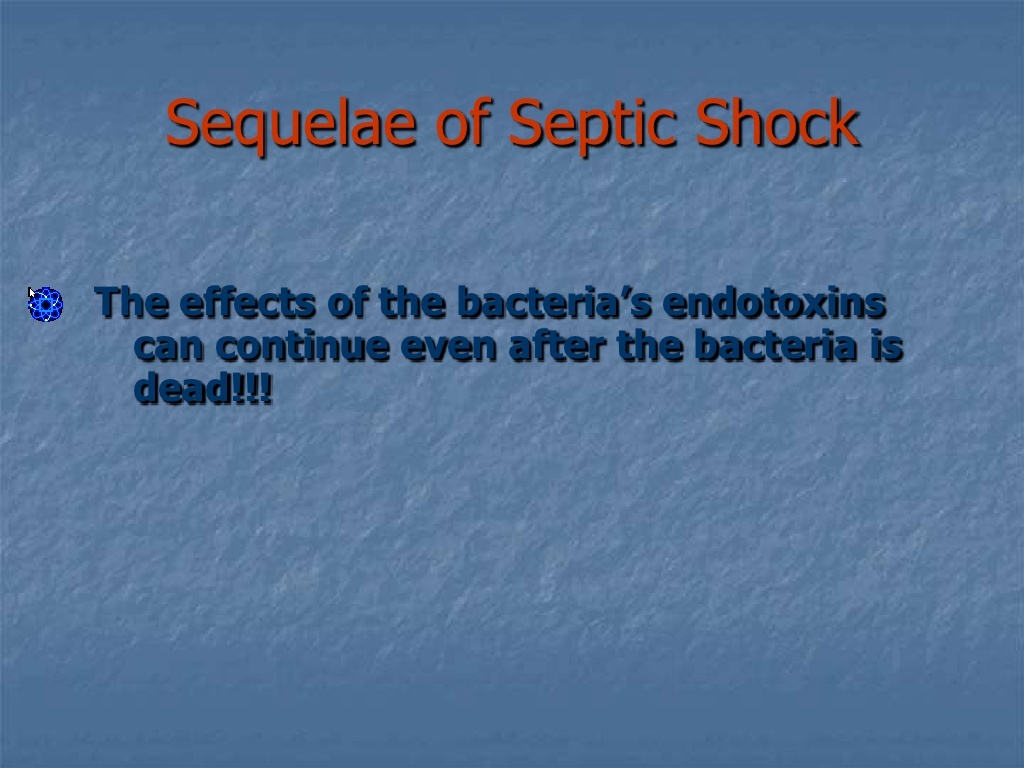 Sequelae of Septic Shock
The effects of the bacteria’s endotoxins
can continue even after the bacteria is
dead!!!